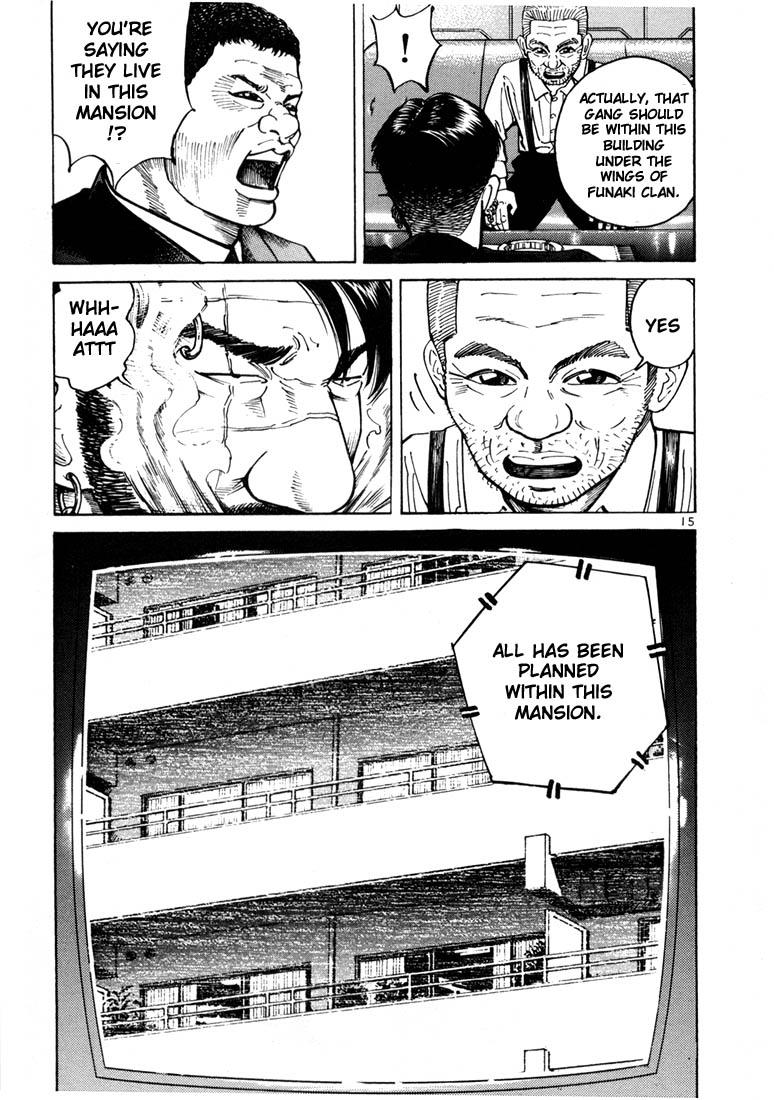 !
ACTUALLY, THAT
GANG SHOULD
BE WITHIN THIS
BUILDING
UNDER THE
WINGS OF
FUNAKI CLAN.
YOU'RE
SAYING
THEY LIVE
IN THIS
MANSION
!?
YES
WHH-
HAAA
ATTT
15
ALL HAS BEEN
PLANNED
WITHIN THIS
MANSION.